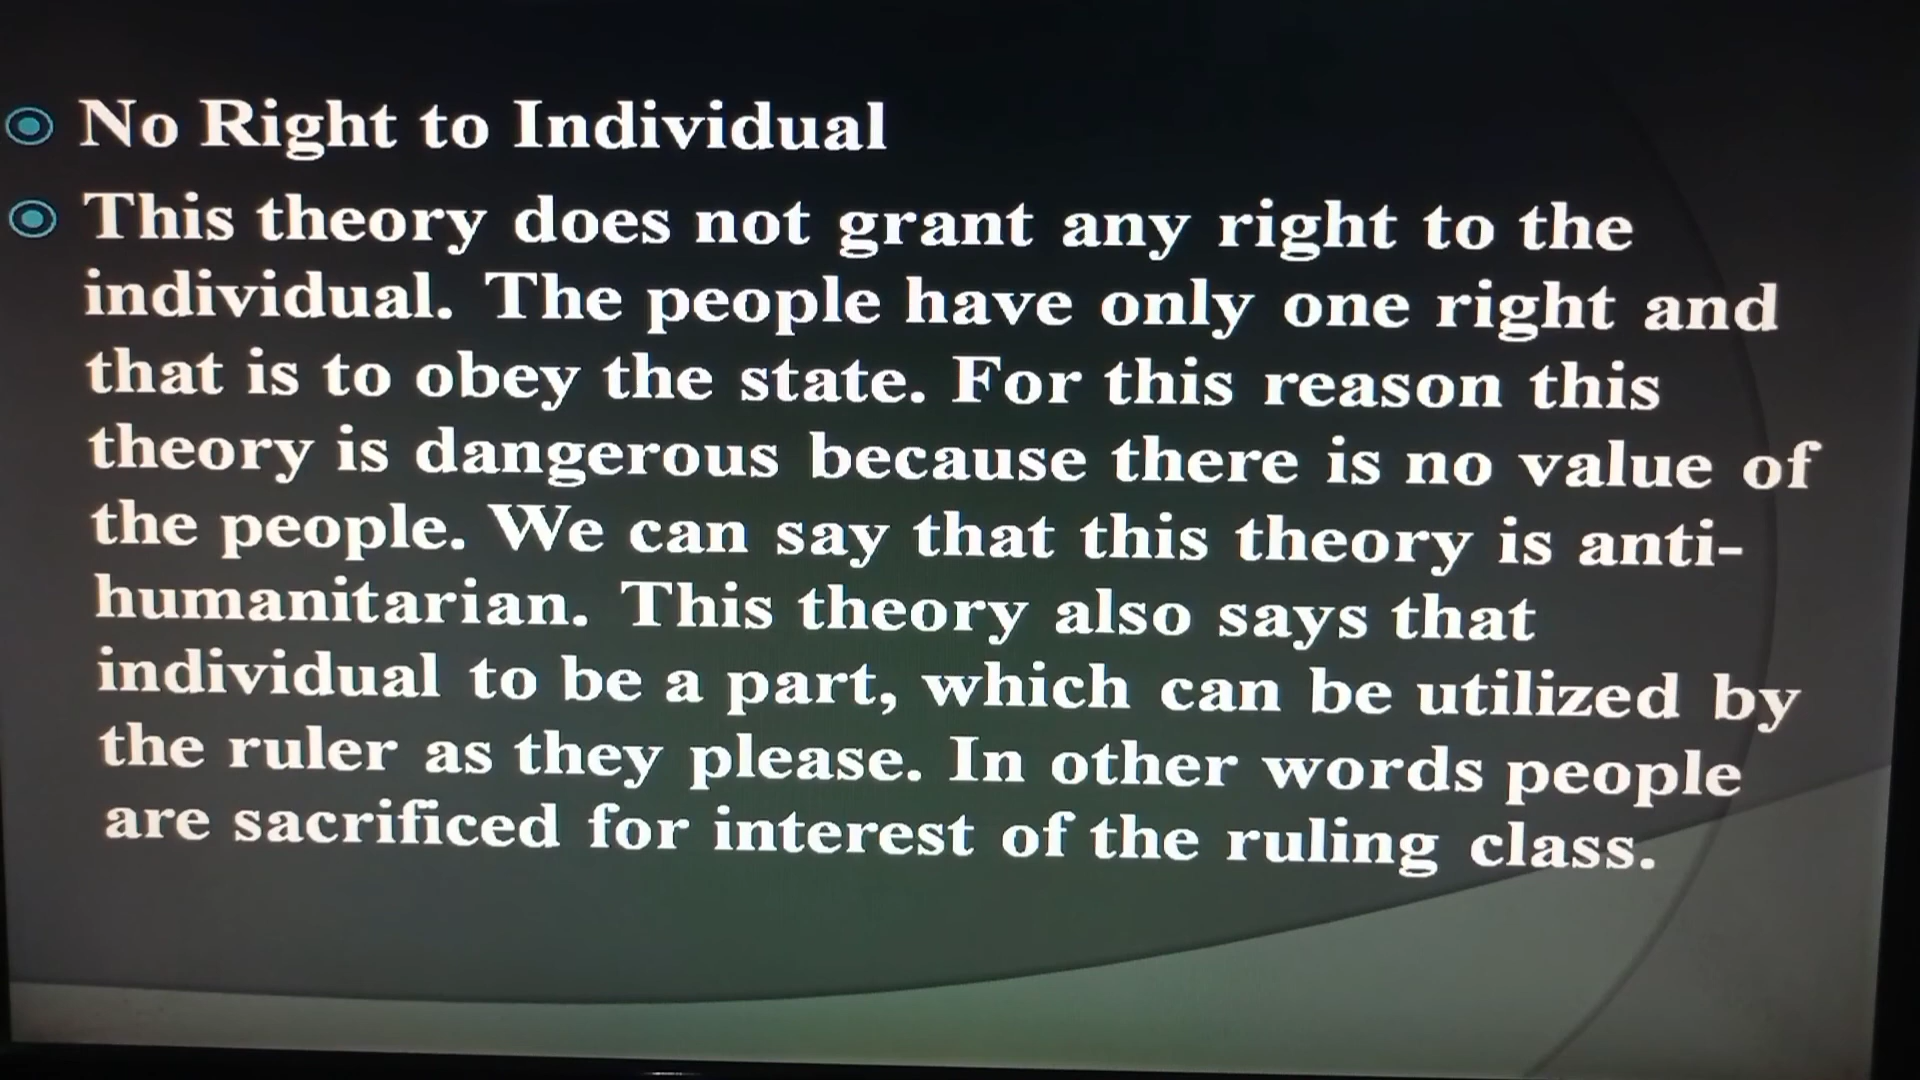 No Right to Individual
This theory does not grant any right to the
individual. The people have only one right and
that is to obey the state. For this reason this
theory is dangerous because there is no value of
the people. We can say that this theory is anti-
humanitarian. This theory also says that
individual to be a part, which can be utilized by
the ruler as they please. In other words people
are sacrificed for interest of the ruling class.